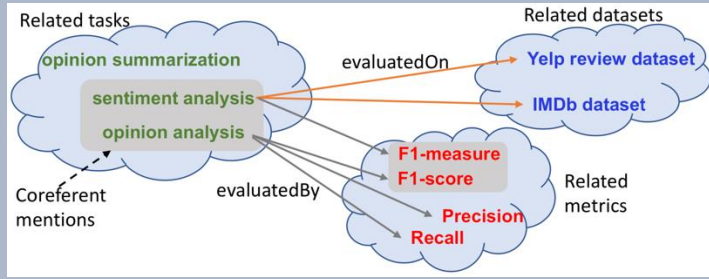 Related tasks
opinion summarization
sentiment analysis
opinion analysis
Coreferent
mentions
evaluatedOn
evaluatedBy
Related datasets
Yelp review dataset
IMDb dataset
F1-measure
F1-score
Precision
Recall
Related
metrics